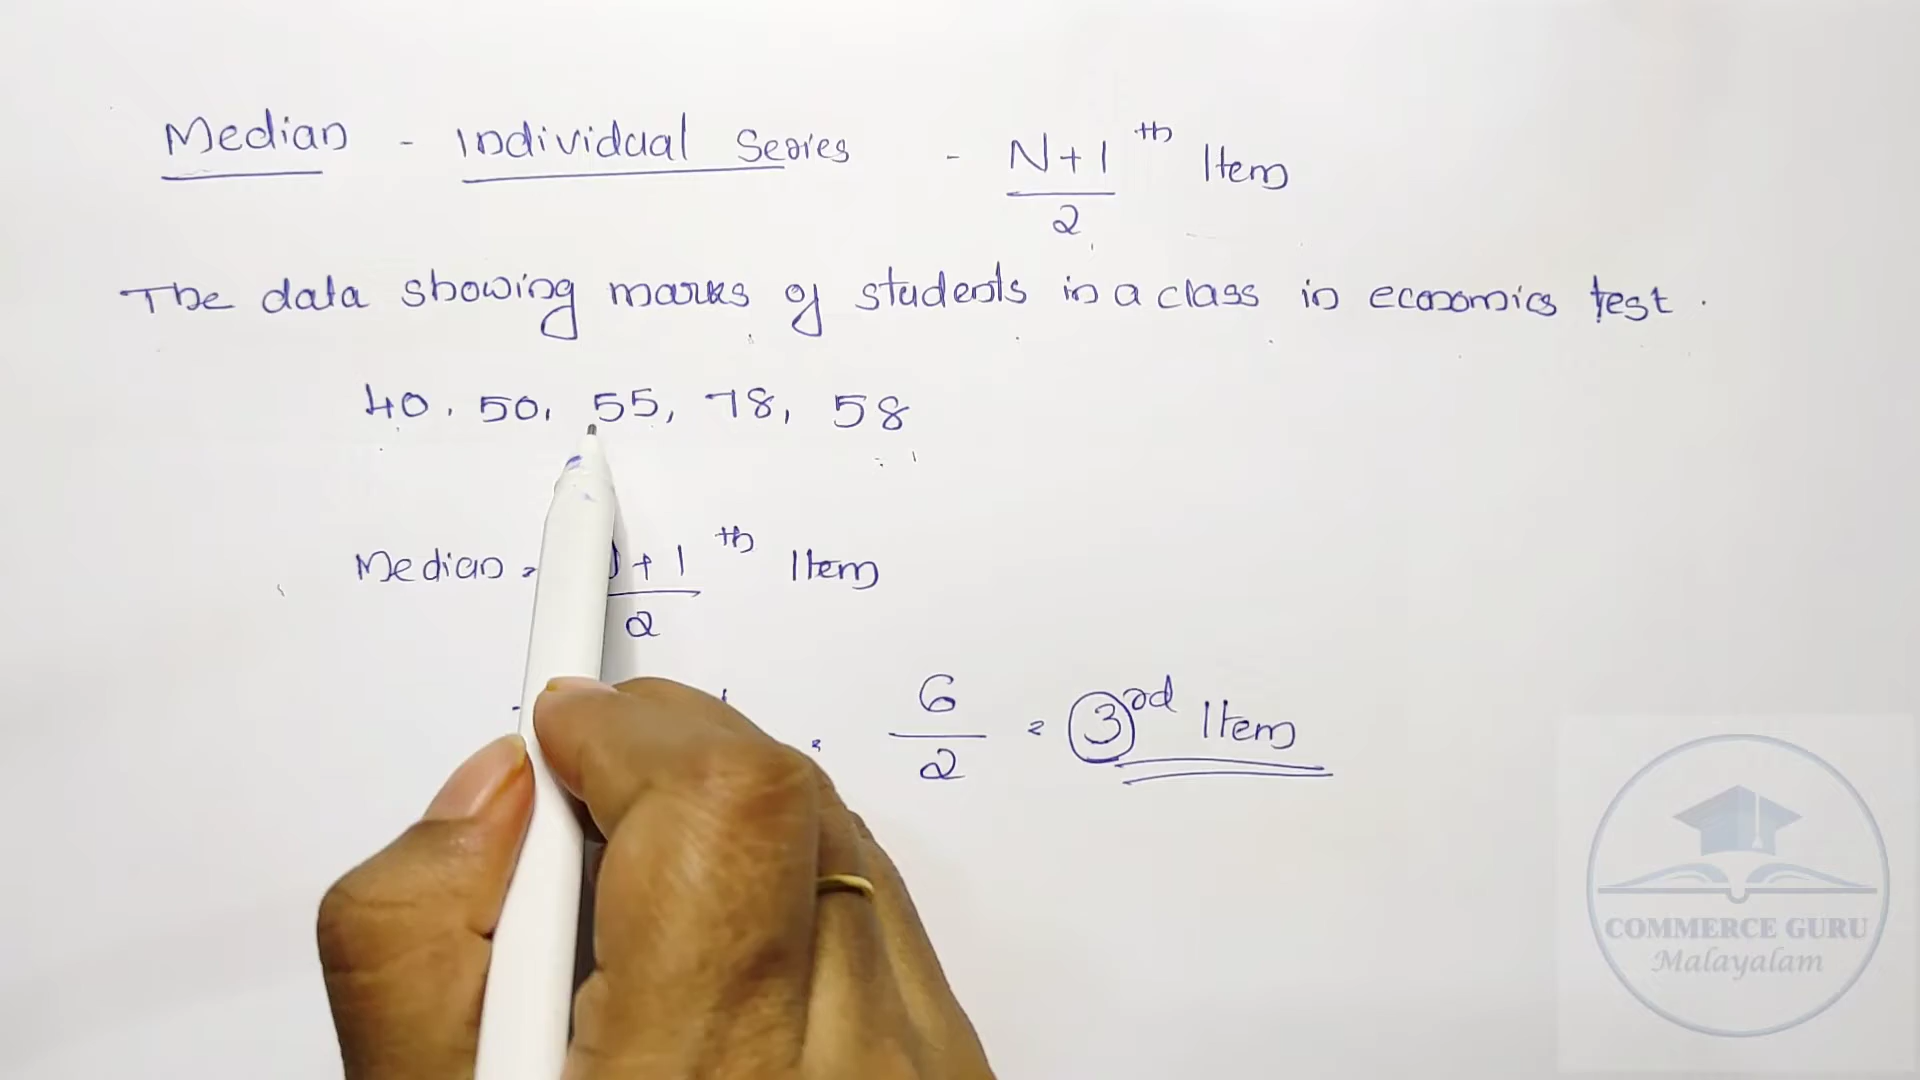 Median - Individual Series - N+1 th Item
2
The data showing marks of students in a class in economics test.
40, 50, 55, 78, 58
Median = +1 th Item
2
= 6 = 3rd Item
2
COMMERCE GURU
Malayalam